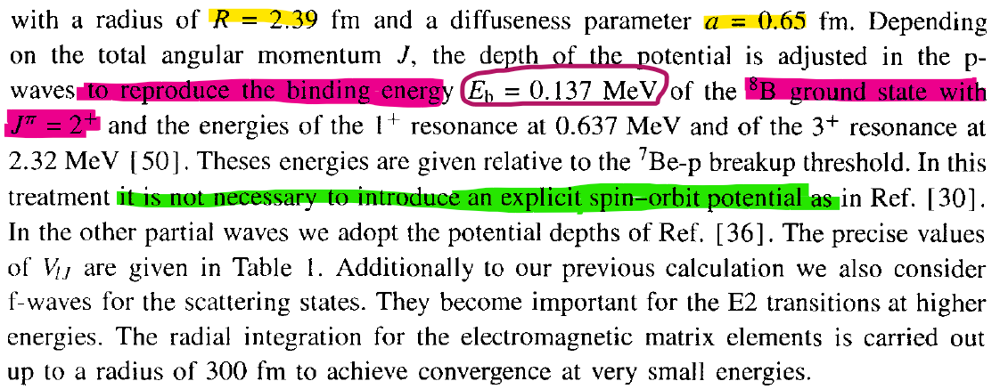 with a radius of R = 2.39 fm and a diffuseness parameter a = 0.65 fm. Depending
on the total angular momentum J, the depth of the potential is adjusted in the p-
waves to reproduce the binding energy E_b = 0.137 MeV of the ⁸B ground state with
J^π = 2⁺ and the energies of the 1⁺ resonance at 0.637 MeV and of the 3⁺ resonance at
2.32 MeV [50]. Theses energies are given relative to the ⁷Be-p breakup threshold. In this
treatment it is not necessary to introduce an explicit spin–orbit potential as in Ref. [30].
In the other partial waves we adopt the potential depths of Ref. [36]. The precise values
of V_{lJ} are given in Table 1. Additionally to our previous calculation we also consider
f-waves for the scattering states. They become important for the E2 transitions at higher
energies. The radial integration for the electromagnetic matrix elements is carried out
up to a radius of 300 fm to achieve convergence at very small energies.